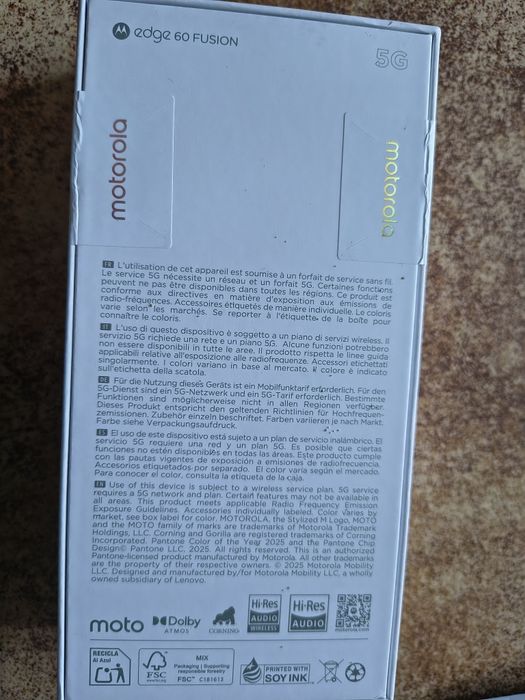 edge 60 FUSION
5G
motorola
motorola
FR L'utilisation de cet appareil est soumise à un forfait de service sans fil.
Le service 5G nécessite un réseau et un forfait 5G. Certaines fonctions
peuvent ne pas être disponibles dans toutes les régions. Ce produit est
conforme aux directives en matière d'exposition aux émissions de
radio-fréquences. Accessoires étiquetés de manière individuelle. Le coloris
varie selon les marchés. Se reporter à l'étiquette de la boîte pour
connaître le coloris.
IT L'uso di questo dispositivo è soggetto a un piano di servizi wireless. Il
servizio 5G richiede una rete e un piano 5G. Alcune funzioni potrebbero
non essere disponibili in tutte le aree. Il prodotto rispetta le linee guida
applicabili relative all'esposizione alle radiofrequenze. Accessori etichettati
singolarmente. I colori variano in base al mercato. Il colore è indicato
sull'etichetta della scatola.
DE Für die Nutzung dieses Geräts ist ein Mobilfunktarif erforderlich. Für den
5G-Dienst sind ein 5G-Netzwerk und ein 5G-Tarif erforderlich. Bestimmte
Funktionen sind möglicherweise nicht in allen Regionen verfügbar.
Dieses Produkt entspricht den geltenden Richtlinien für Hochfrequen-
zemissionen. Zubehör einzeln beschriftet. Farben variieren je nach Markt.
Farbe siehe Verpackungsaufdruck.
ES El uso de este dispositivo está sujeto a un plan de servicio inalámbrico. El
servicio 5G requiere una red y un plan 5G. Es posible que ciertas
funciones no estén disponibles en todas las áreas. Este producto cumple
con las pautas vigentes de exposición a emisiones de radiofrecuencia.
Accesorios etiquetados por separado. El color varía según el mercado.
Para conocer el color, consulta la etiqueta de la caja.
EN Use of this device is subject to a wireless service plan. 5G service
requires a 5G network and plan. Certain features may not be available in
all areas. This product meets applicable Radio Frequency Emission
Exposure Guidelines. Accessories individually labeled. Color varies by
market, see box label for color. MOTOROLA, the Stylized M Logo, MOTO
and the MOTO family of marks are trademarks of Motorola Trademark
Holdings, LLC. Corning and Gorilla are registered trademarks of Corning
Incorporated. Pantone Color of the Year 2025 and the Pantone Chip
Design© Pantone LLC, 2025. All rights reserved. This is an authorized
Pantone-licensed product manufactured by Motorola. All other trademarks
are the property of their respective owners. © 2025 Motorola Mobility
LLC. Designed and manufactured by/for Motorola Mobility LLC, a wholly
owned subsidiary of Lenovo.
moto
Dolby
ATMOS
CORNING
Hi-Res
AUDIO
WIRELESS
Hi-Res
AUDIO
motorola.com
RECICLA
Al Azul
FSC
www.fsc.org
MIX
Packaging | Supporting
responsible forestry
FSC™ C181613
PRINTED WITH
SOY INK